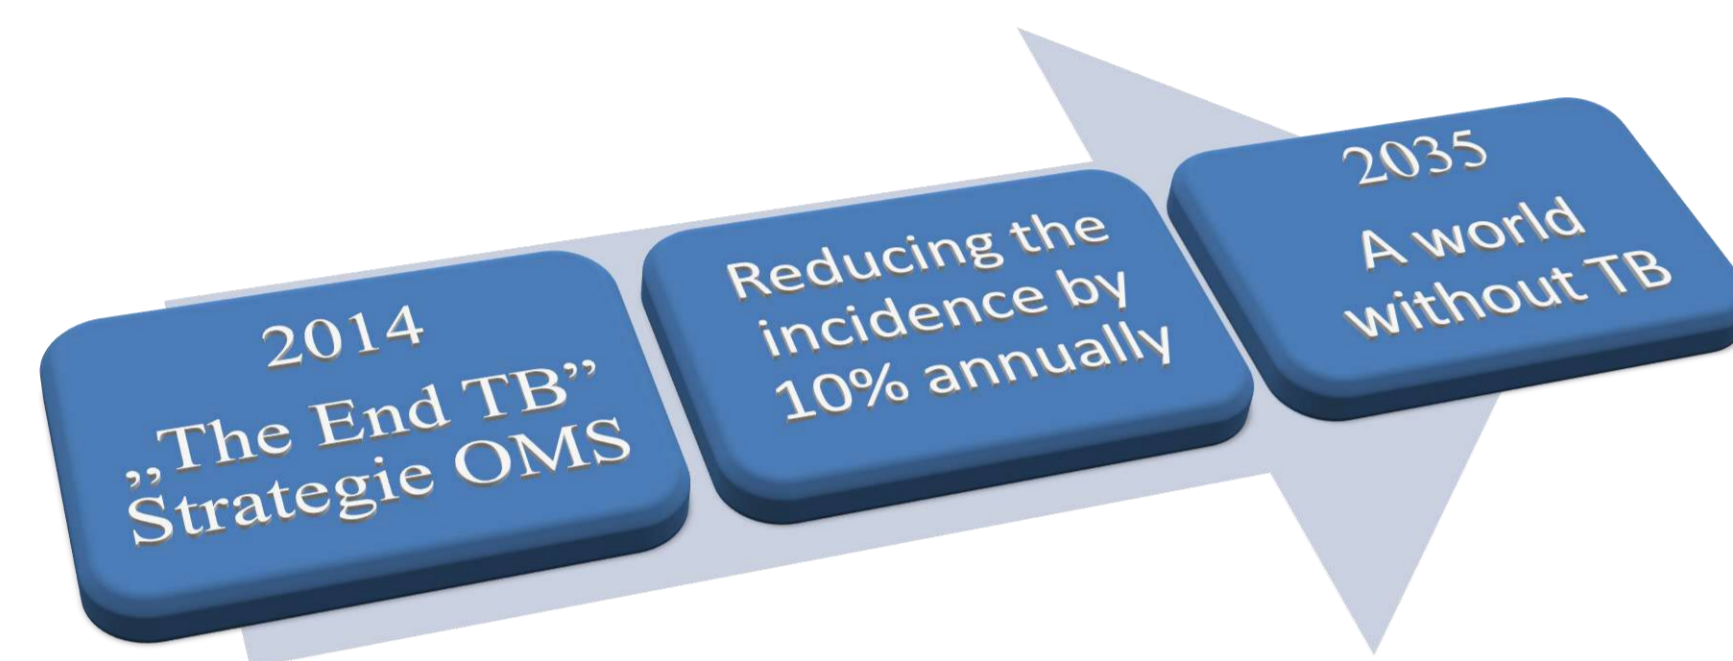 2014
„The End TB”
Strategie OMS
Reducing the
incidence by
10% annually
2035
A world
without TB